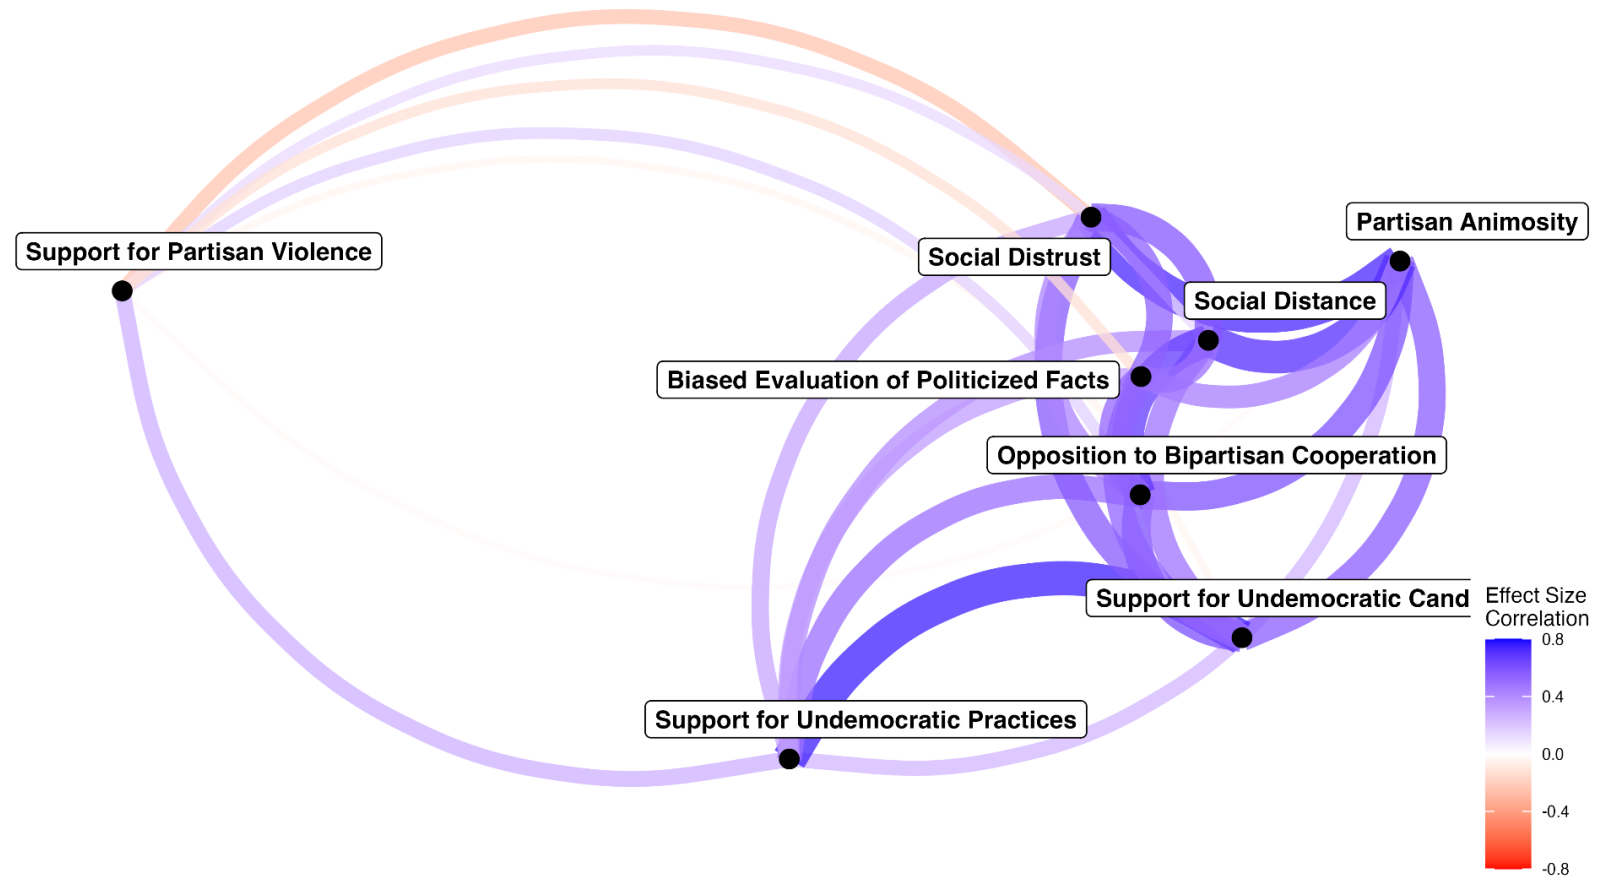 Partisan Animosity
Support for Partisan Violence
Social Distrust
Social Distance
Biased Evaluation of Politicized Facts
Opposition to Bipartisan Cooperation
Support for Undemocratic Cand
Support for Undemocratic Practices
Effect Size
Correlation
0.8
0.4
0.0
-0.4
-0.8